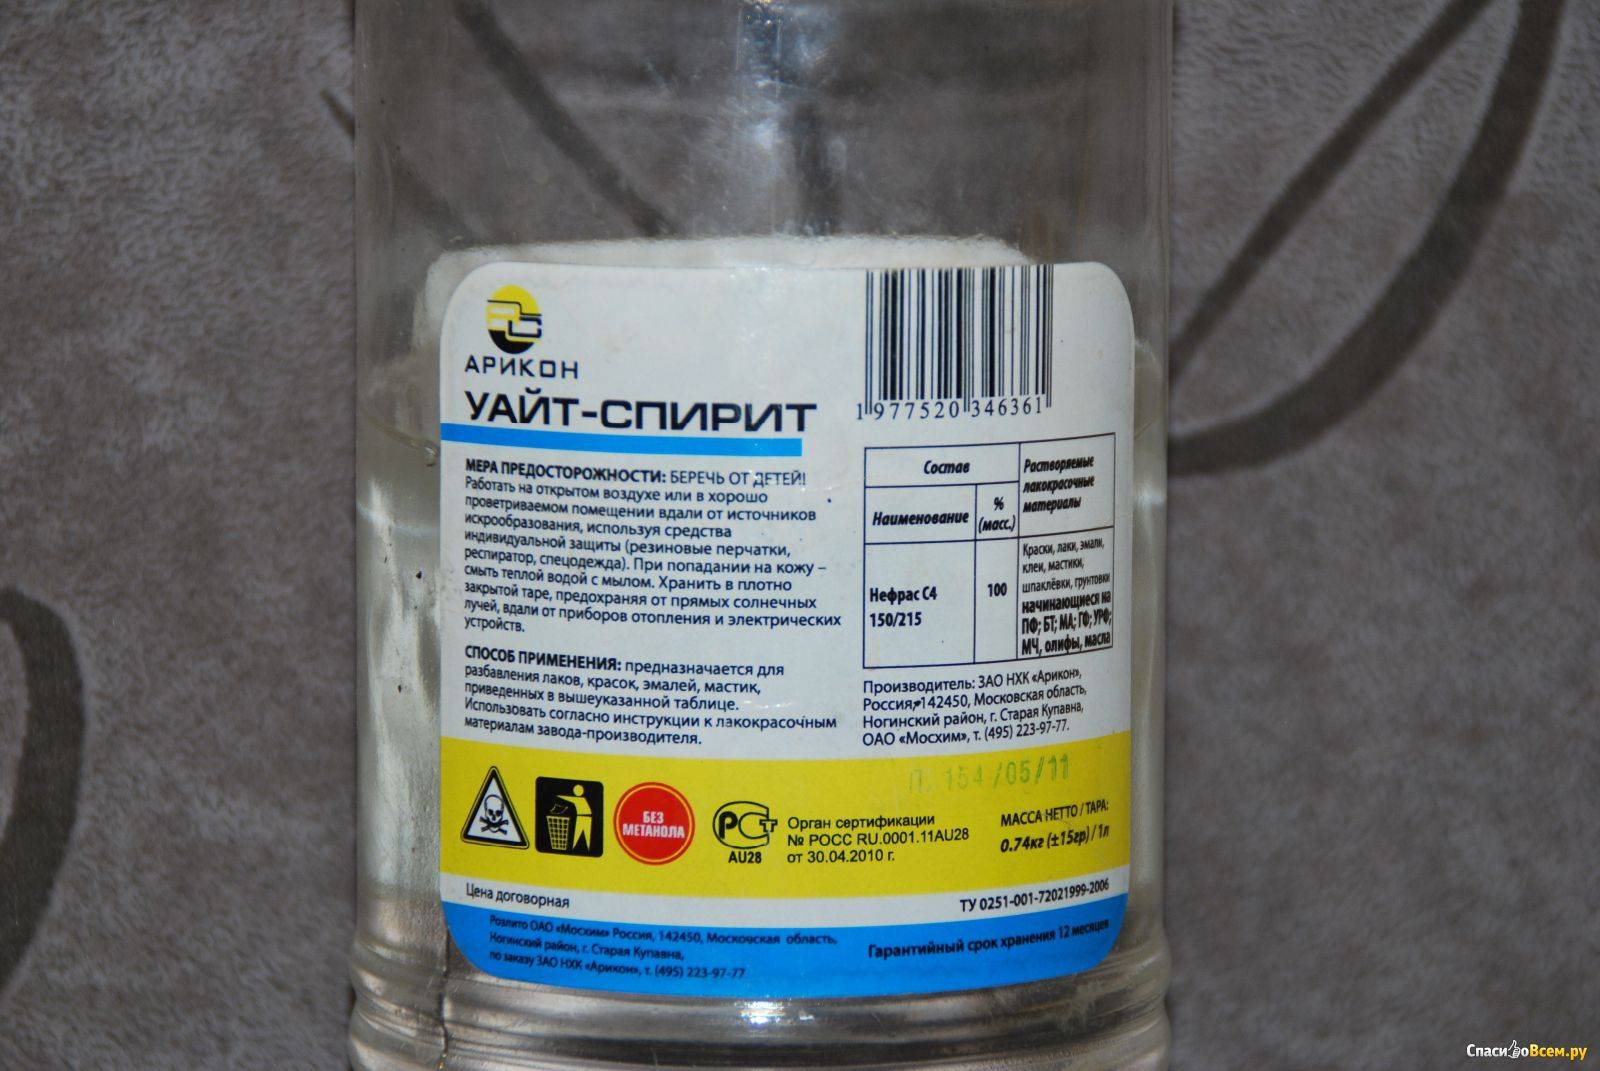 АРИКОН
УАЙТ-СПИРИТ
МЕРА ПРЕДОСТОРОЖНОСТИ: БЕРЕЧЬ ОТ ДЕТЕЙ!
Работать на открытом воздухе или в хорошо
проветриваемом помещении вдали от источников
искрообразования, используя средства
индивидуальной защиты (резиновые перчатки,
респиратор, спецодежда). При попадании на кожу –
смыть теплой водой с мылом. Хранить в плотно
закрытой таре, предохраняя от прямых солнечных
лучей, вдали от приборов отопления и электрических
устройств.
СПОСОБ ПРИМЕНЕНИЯ: предназначается для
разбавления лаков, красок, эмалей, мастик,
приведенных в вышеуказанной таблице.
Использовать согласно инструкции к лакокрасочным
материалам завода-производителя.
1 977520 346361
Состав
Наименование
%
(масс.)
Растворяемые
лакокрасочные
материалы
Нефрас С4
150/215
100
Краски, лаки, эмали,
клеи, мастики,
шпаклёвки, грунтовки
начинающиеся на
ПФ; БТ; МА; ГФ; УРФ;
МЧ, олифы, масла
Производитель: ЗАО НХК «Арикон»,
Россия, 142450, Московская область,
Ногинский район, г. Старая Купавна,
ОАО «Мосхим», т. (495) 223-97-77.
П. 154/05/11
БЕЗ
МЕТАНОЛА
РСТ
АU28
Орган сертификации
№ РОСС RU.0001.11АU28
от 30.04.2010 г.
МАССА НЕТТО / ТАРА:
0.74кг (±15гр) / 1л
Цена договорная
ТУ 0251-001-72021999-2006
Розлито ОАО «Мосхим» Россия, 142450, Московская область,
Ногинский район, г. Старая Купавна,
по заказу ЗАО НХК «Арикон», т. (495) 223-97-77
Гарантийный срок хранения 12 месяцев
СпасибоВсем.ру